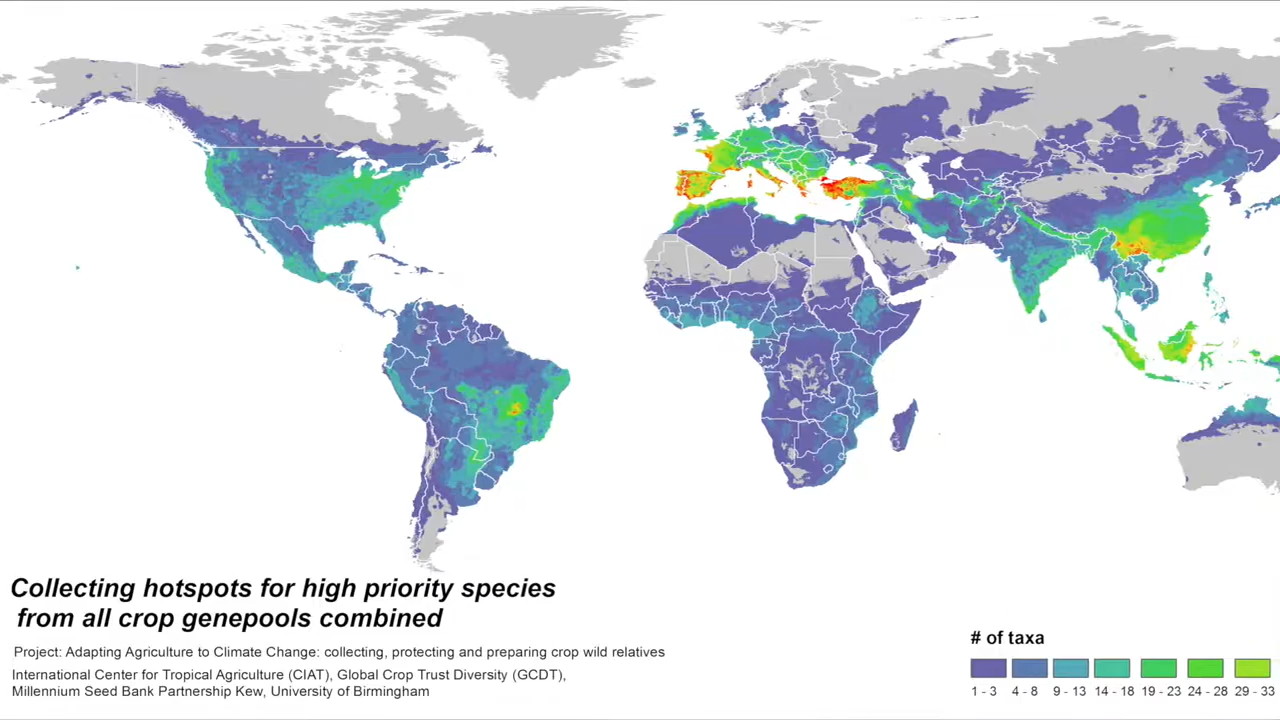 Collecting hotspots for high priority species
from all crop genepools combined
Project: Adapting Agriculture to Climate Change: collecting, protecting and preparing crop wild relatives
International Center for Tropical Agriculture (CIAT), Global Crop Trust Diversity (GCDT),
Millennium Seed Bank Partnership Kew, University of Birmingham
# of taxa
1 - 3 4 - 8 9 - 13 14 - 18 19 - 23 24 - 28 29 - 33